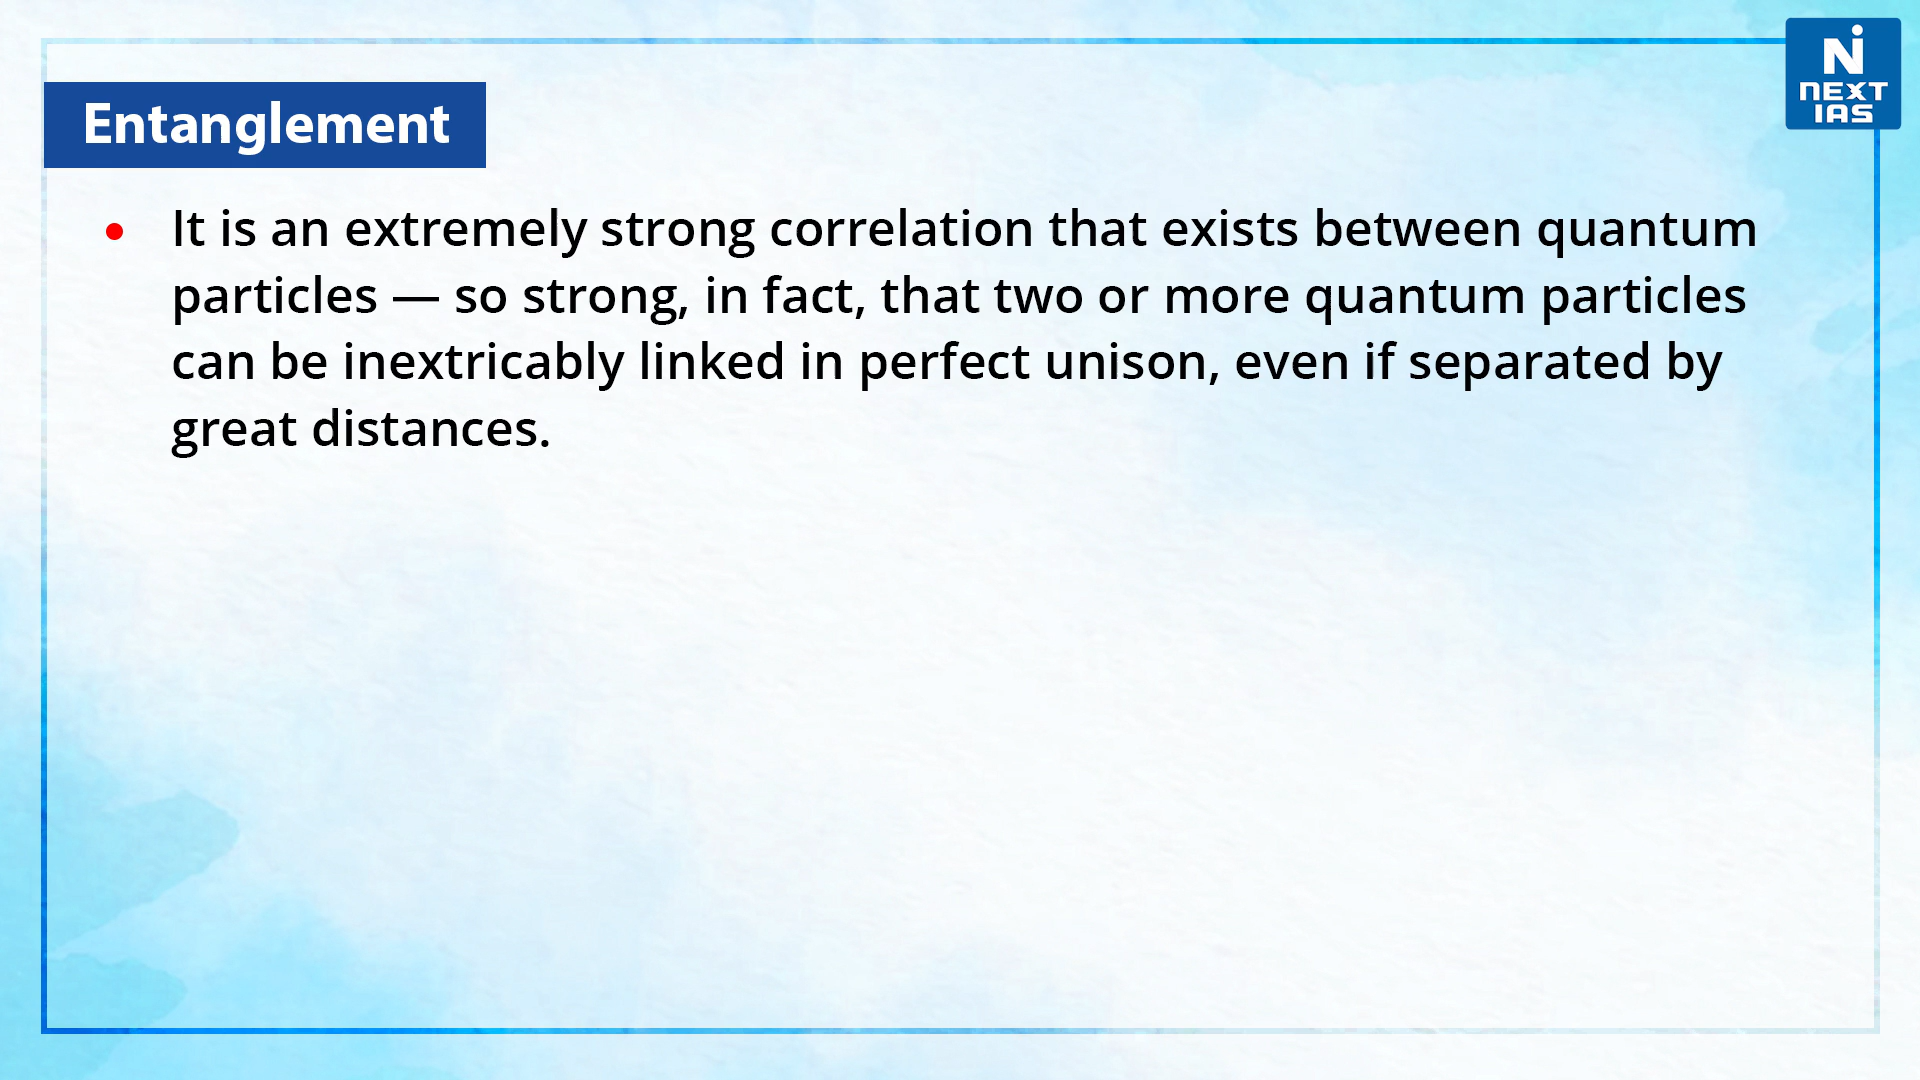 NEXT
IAS
Entanglement
• It is an extremely strong correlation that exists between quantum
particles — so strong, in fact, that two or more quantum particles
can be inextricably linked in perfect unison, even if separated by
great distances.